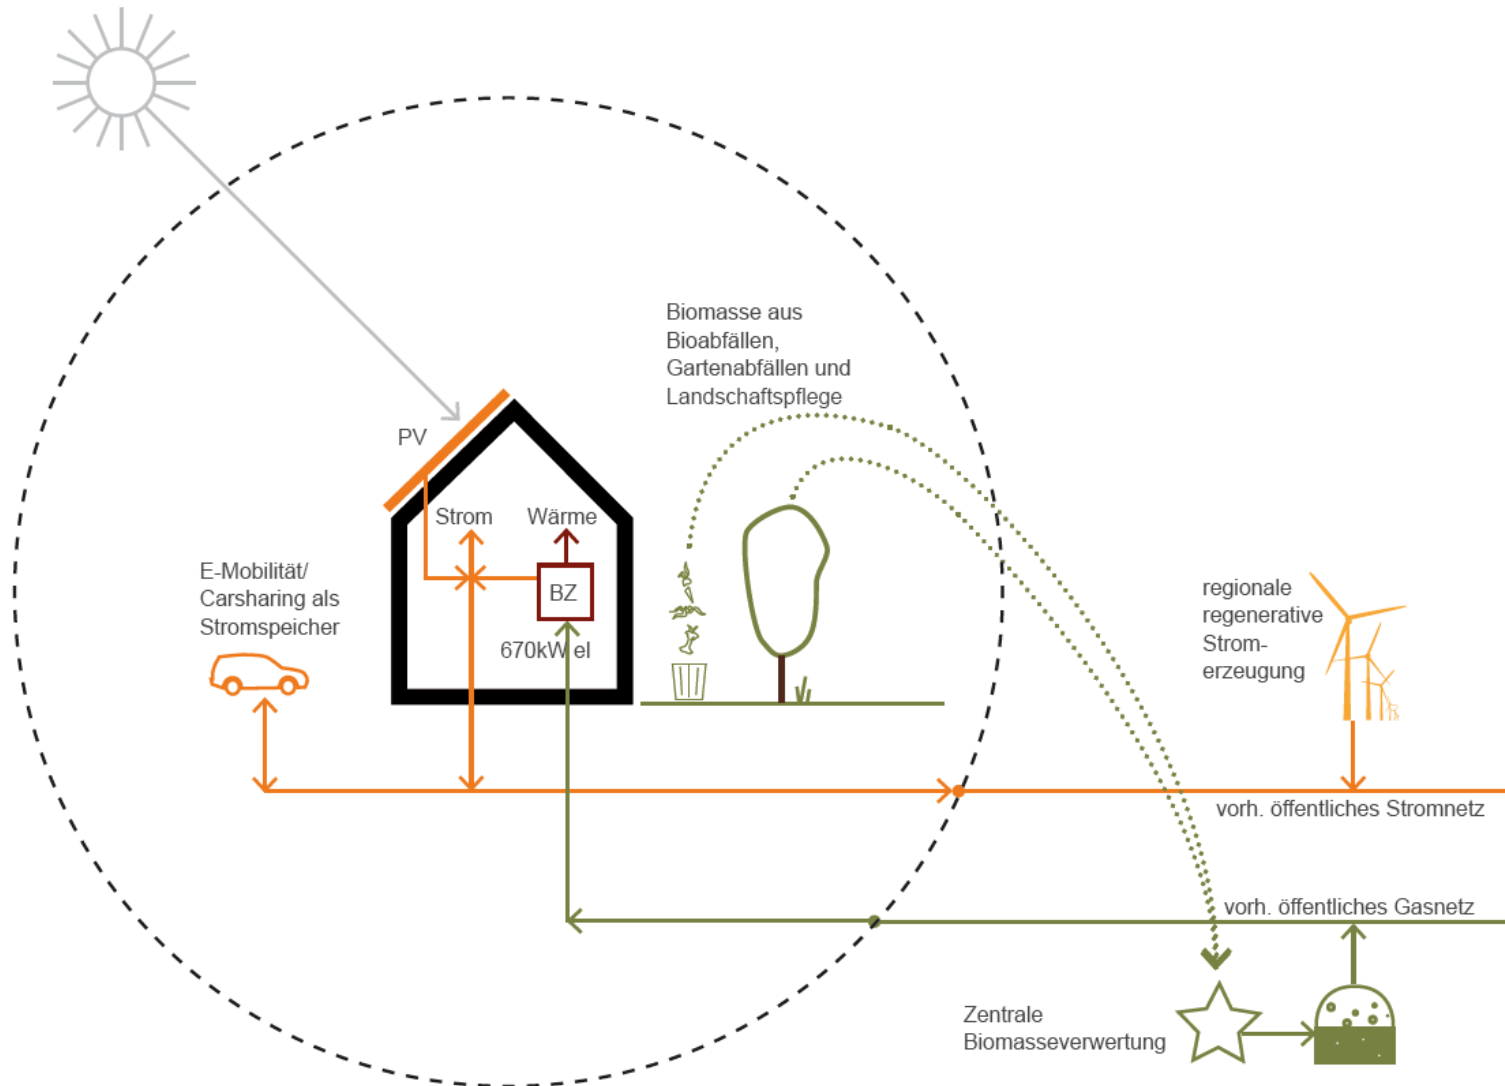 Biomasse aus
Bioabfällen,
Gartenabfällen und
Landschaftspflege
PV
Strom
Wärme
BZ
670kW el
E-Mobilität/
Carsharing als
Stromspeicher
regionale
regenerative
Strom-
erzeugung
vorh. öffentliches Stromnetz
vorh. öffentliches Gasnetz
Zentrale
Biomasseverwertung